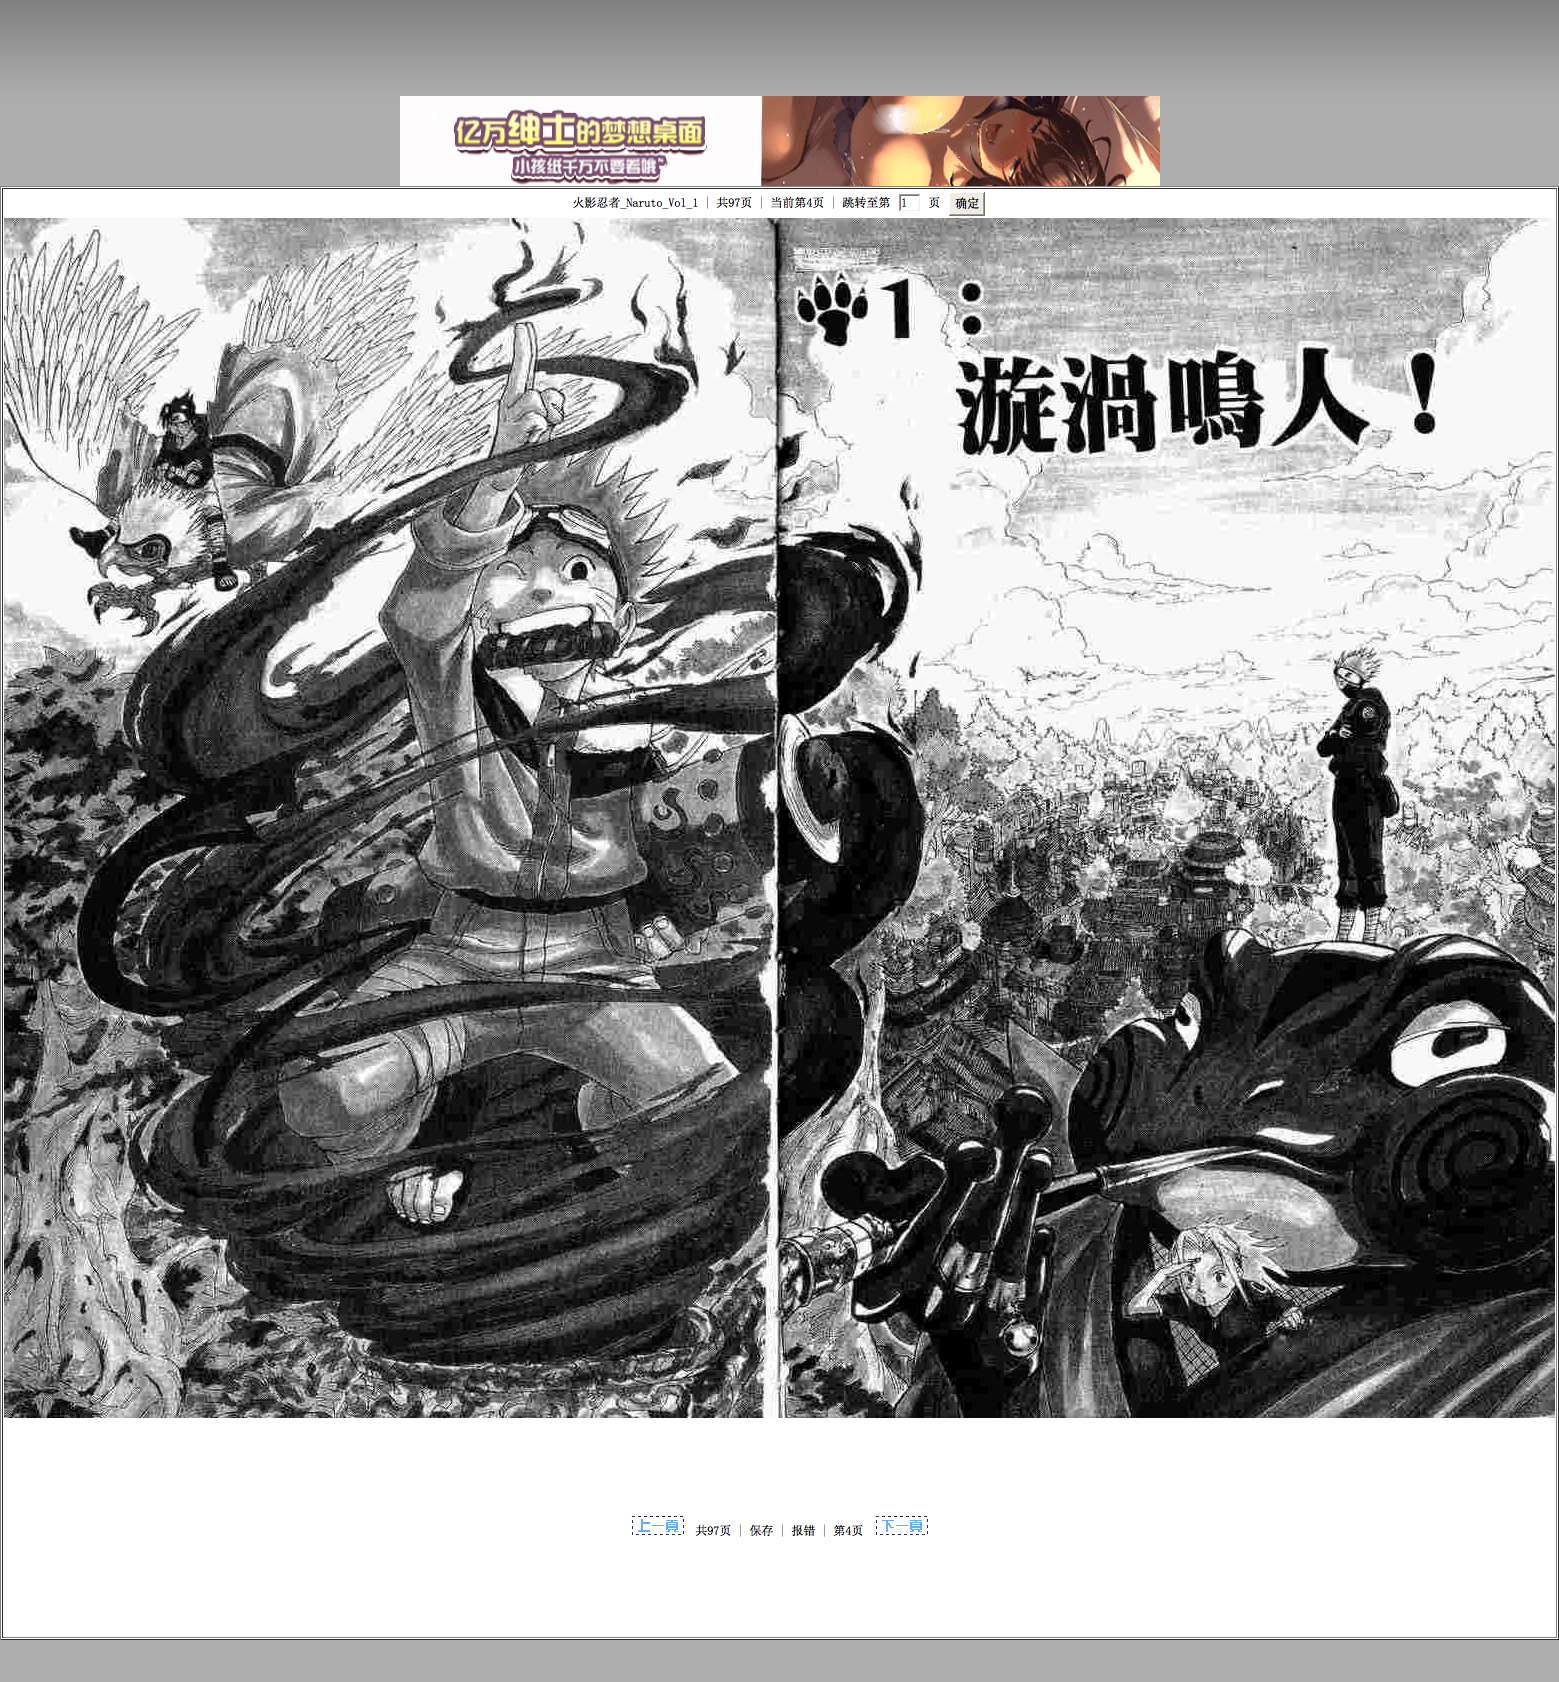 亿万绅士的梦想桌面
小孩纸千万不要看哦~
火影忍者_Naruto_Vol_1 | 共97页 | 当前第4页 | 跳转至第 1 页 确定
1：
漩渦鳴人！
上一頁 共97页 | 保存 | 报错 | 第4页 下一頁